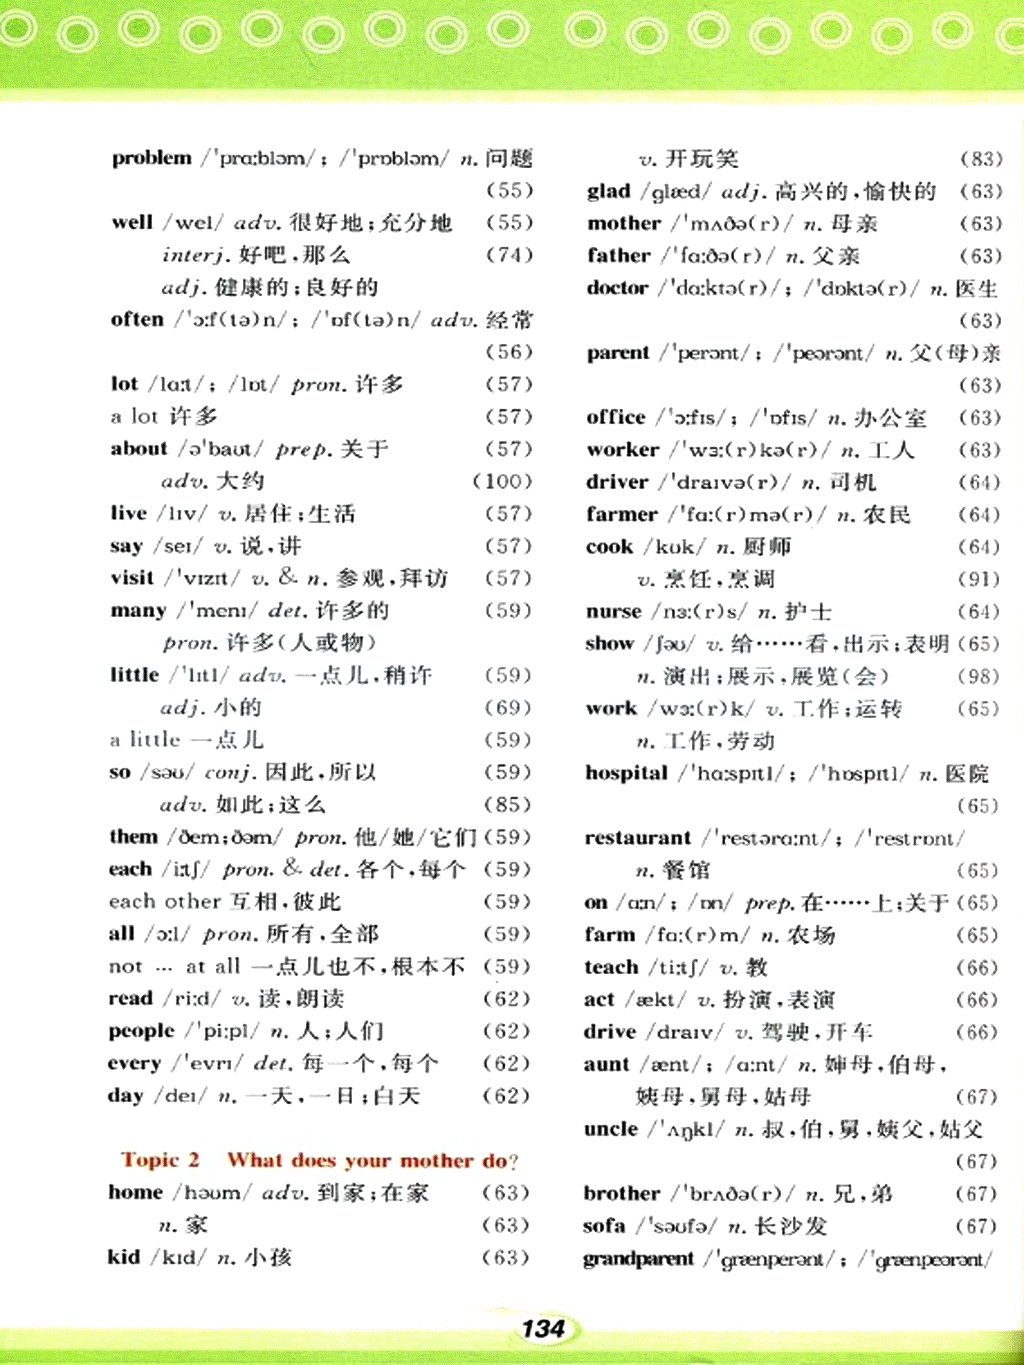 problem /ˈprɑːbləm/; /ˈprɒbləm/ n. 问题
(55)
well /wel/ adv. 很好地;充分地 (55)
interj. 好吧,那么 (74)
adj. 健康的;良好的
often /ˈɔːf(tə)n/; /ˈɒf(tə)n/ adv. 经常
(56)
lot /lɑːt/; /lɒt/ pron. 许多 (57)
a lot 许多 (57)
about /əˈbaʊt/ prep. 关于 (57)
adv. 大约 (100)
live /lɪv/ v. 居住;生活 (57)
say /seɪ/ v. 说,讲 (57)
visit /ˈvɪzɪt/ v. & n. 参观,拜访 (57)
many /ˈmenɪ/ det. 许多的 (59)
pron. 许多(人或物)
little /ˈlɪtl/ adv. 一点儿,稍许 (59)
adj. 小的 (69)
a little 一点儿 (59)
so /səʊ/ conj. 因此,所以 (59)
adv. 如此;这么 (85)
them /ðem;ðəm/ pron. 他/她/它们 (59)
each /iːtʃ/ pron. & det. 各个,每个 (59)
each other 互相,彼此 (59)
all /ɔːl/ pron. 所有,全部 (59)
not … at all 一点儿也不,根本不 (59)
read /riːd/ v. 读,朗读 (62)
people /ˈpiːpl/ n. 人;人们 (62)
every /ˈevrɪ/ det. 每一个,每个 (62)
day /deɪ/ n. 一天,一日;白天 (62)
Topic 2 What does your mother do?
home /həʊm/ adv. 到家;在家 (63)
n. 家 (63)
kid /kɪd/ n. 小孩 (63)
v. 开玩笑 (83)
glad /glæd/ adj. 高兴的,愉快的 (63)
mother /ˈmʌðə(r)/ n. 母亲 (63)
father /ˈfɑːðə(r)/ n. 父亲 (63)
doctor /ˈdɑːktə(r)/; /ˈdɒktə(r)/ n. 医生
(63)
parent /ˈperənt/; /ˈpeərənt/ n. 父(母)亲
(63)
office /ˈɔːfɪs/; /ˈɒfɪs/ n. 办公室 (63)
worker /ˈwɜː(r)kə(r)/ n. 工人 (63)
driver /ˈdraɪvə(r)/ n. 司机 (64)
farmer /ˈfɑː(r)mə(r)/ n. 农民 (64)
cook /kʊk/ n. 厨师 (64)
v. 烹饪,烹调 (91)
nurse /nɜː(r)s/ n. 护士 (64)
show /ʃəʊ/ v. 给……看,出示;表明 (65)
n. 演出;展示,展览(会) (98)
work /wɜː(r)k/ v. 工作;运转 (65)
n. 工作,劳动
hospital /ˈhɑːspɪtl/; /ˈhɒspɪtl/ n. 医院
(65)
restaurant /ˈrestərɑːnt/; /ˈrestrɒnt/
n. 餐馆 (65)
on /ɑːn/; /ɒn/ prep. 在……上;关于 (65)
farm /fɑː(r)m/ n. 农场 (65)
teach /tiːtʃ/ v. 教 (66)
act /ækt/ v. 扮演,表演 (66)
drive /draɪv/ v. 驾驶,开车 (66)
aunt /ænt/; /ɑːnt/ n. 婶母,伯母,
姨母,舅母,姑母 (67)
uncle /ˈʌŋkl/ n. 叔,伯,舅,姨父,姑父
(67)
brother /ˈbrʌðə(r)/ n. 兄,弟 (67)
sofa /ˈsəʊfə/ n. 长沙发 (67)
grandparent /ˈgrænperənt/; /ˈgrænpeərənt/
134